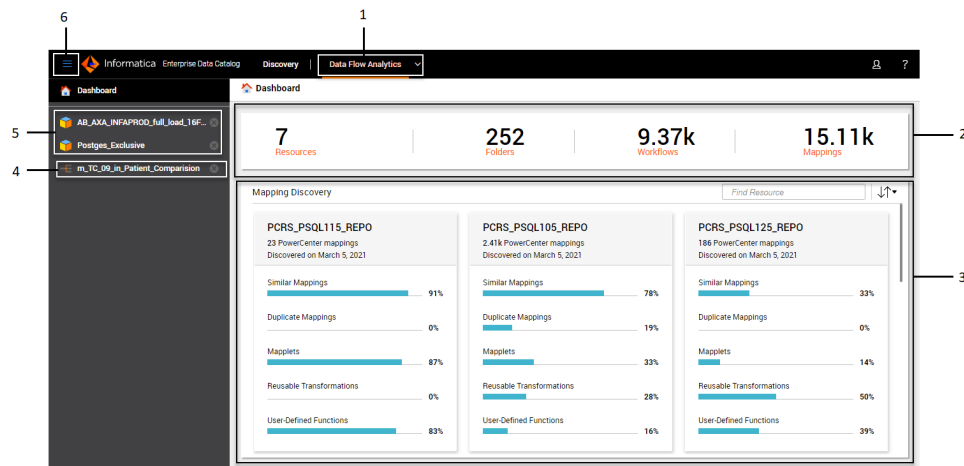 6
1
Informatica Enterprise Data Catalog Discovery | Data Flow Analytics ?
Dashboard
Dashboard
5
AB_AXA_INFAPROD_full_load_16F...
Postges_Exclusive
4
m_TC_09_in_Patient_Comparision
7
Resources
252
Folders
9.37k
Workflows
15.11k
Mappings
2
Mapping Discovery
Find Resource
3
PCRS_PSQL115_REPO
23 PowerCenter mappings
Discovered on March 5, 2021
Similar Mappings
91%
Duplicate Mappings
0%
Mapplets
87%
Reusable Transformations
0%
User-Defined Functions
83%
PCRS_PSQL105_REPO
2.41k PowerCenter mappings
Discovered on March 5, 2021
Similar Mappings
78%
Duplicate Mappings
19%
Mapplets
33%
Reusable Transformations
28%
User-Defined Functions
16%
PCRS_PSQL125_REPO
186 PowerCenter mappings
Discovered on March 5, 2021
Similar Mappings
33%
Duplicate Mappings
0%
Mapplets
14%
Reusable Transformations
50%
User-Defined Functions
39%